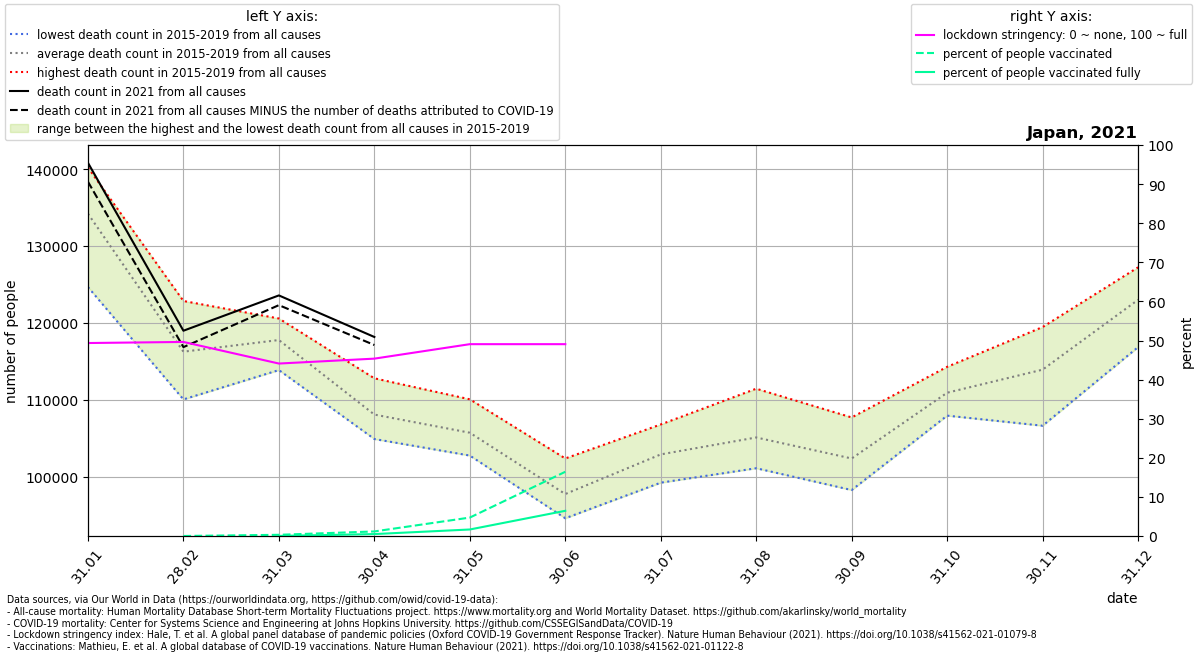 left Y axis:
lowest death count in 2015-2019 from all causes
average death count in 2015-2019 from all causes
highest death count in 2015-2019 from all causes
death count in 2021 from all causes
death count in 2021 from all causes MINUS the number of deaths attributed to COVID-19
range between the highest and the lowest death count from all causes in 2015-2019
right Y axis:
lockdown stringency: 0 ~ none, 100 ~ full
percent of people vaccinated
percent of people vaccinated fully
Japan, 2021
number of people
140000
130000
120000
110000
100000
100
90
80
70
60
50
40
30
20
10
0
percent
31.01
28.02
31.03
30.04
31.05
30.06
31.07
31.08
30.09
31.10
30.11
31.12
date
Data sources, via Our World in Data (https://ourworldindata.org, https://github.com/owid/covid-19-data):
- All-cause mortality: Human Mortality Database Short-term Mortality Fluctuations project. https://www.mortality.org and World Mortality Dataset. https://github.com/akarlinsky/world_mortality
- COVID-19 mortality: Center for Systems Science and Engineering at Johns Hopkins University. https://github.com/CSSEGISandData/COVID-19
- Lockdown stringency index: Hale, T. et al. A global panel database of pandemic policies (Oxford COVID-19 Government Response Tracker). Nature Human Behaviour (2021). https://doi.org/10.1038/s41562-021-01079-8
- Vaccinations: Mathieu, E. et al. A global database of COVID-19 vaccinations. Nature Human Behaviour (2021). https://doi.org/10.1038/s41562-021-01122-8